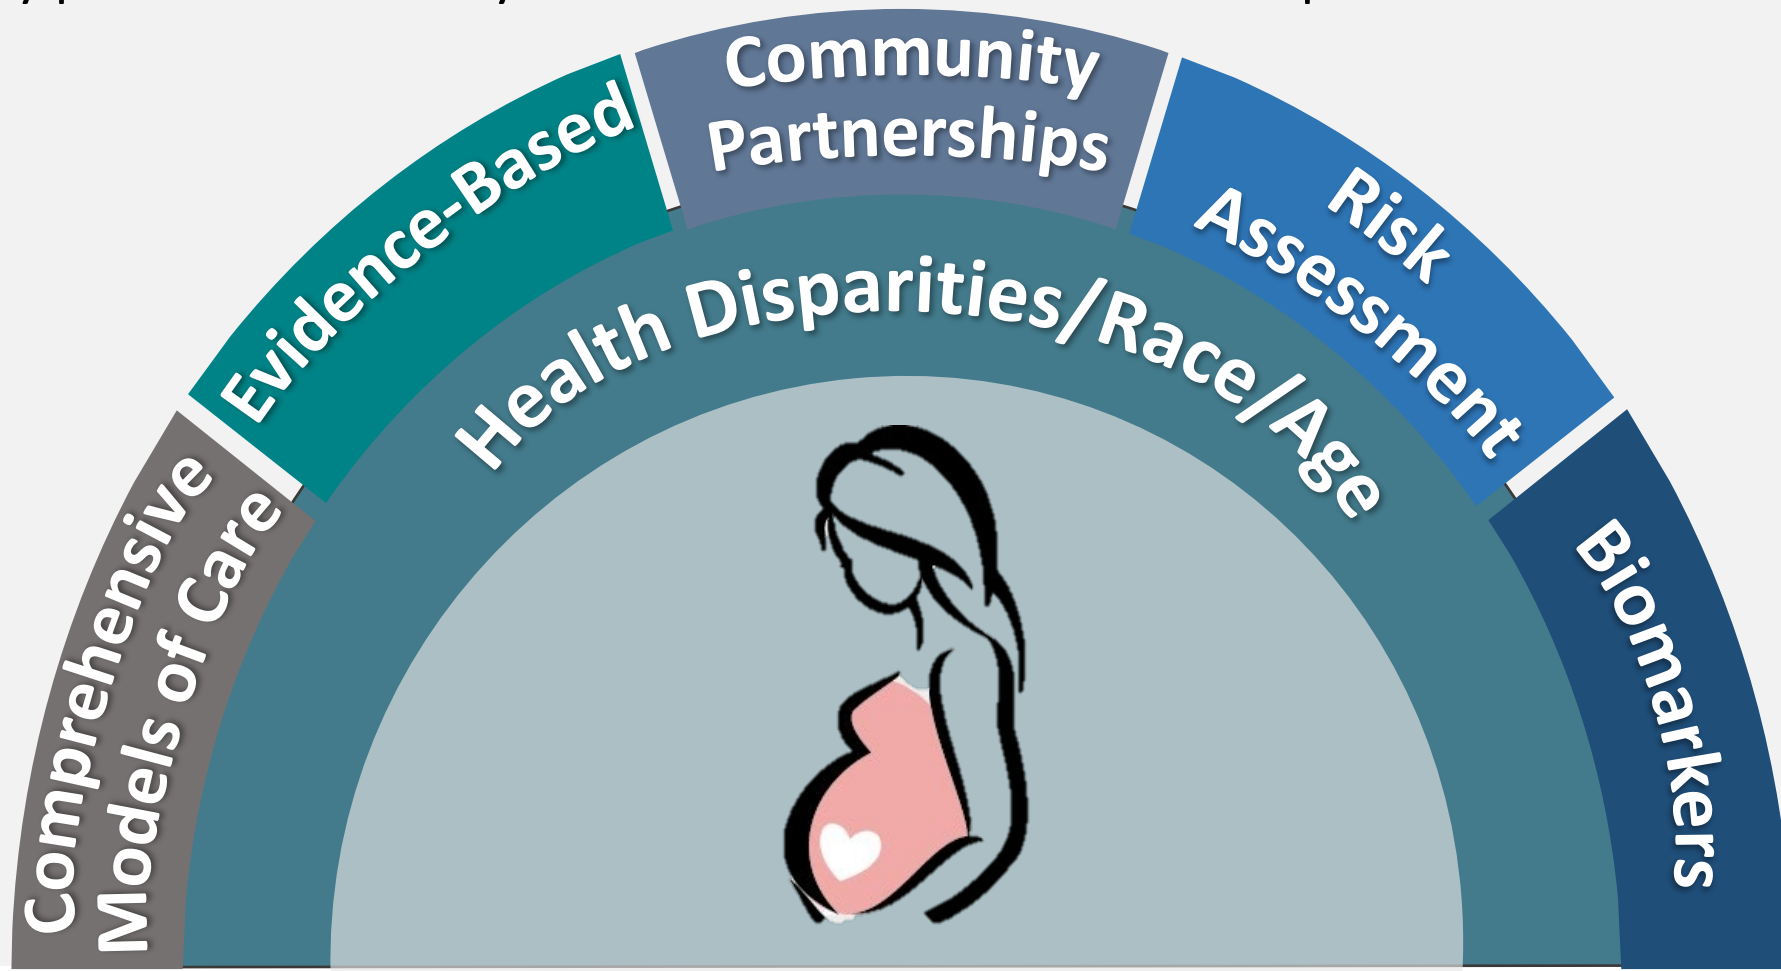 Comprehensive
Models of Care
Evidence-Based
Community
Partnerships
Risk
Assessment
Biomarkers
Health Disparities/Race/Age